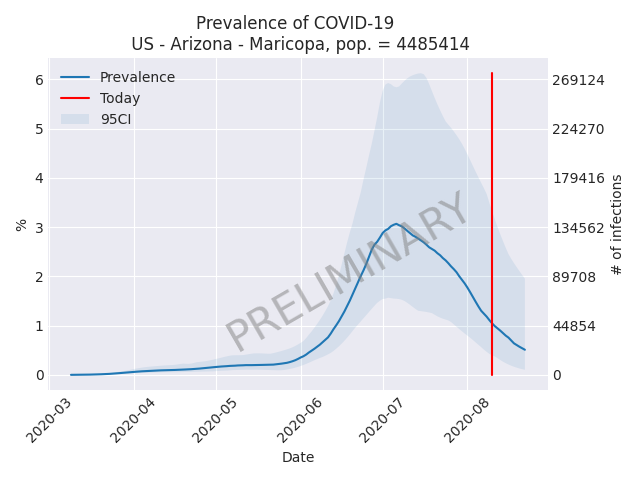 Prevalence of COVID-19
US - Arizona - Maricopa, pop. = 4485414
Prevalence
Today
95CI
PRELIMINARY
%
6
5
4
3
2
1
0
269124
224270
179416
134562
89708
44854
0
# of infections
2020-03
2020-04
2020-05
2020-06
2020-07
2020-08
Date